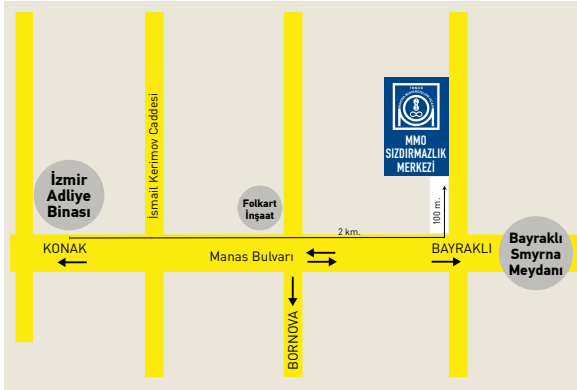 MMO
SIZDIRMAZLIK
MERKEZİ
İsmail Kerimov Caddesi
İzmir
Adliye
Binası
Folkart
İnşaat
100 m.
2 km.
KONAK
Manas Bulvarı
BAYRAKLI
Bayraklı
Smyrna
Meydanı
BORNOVA